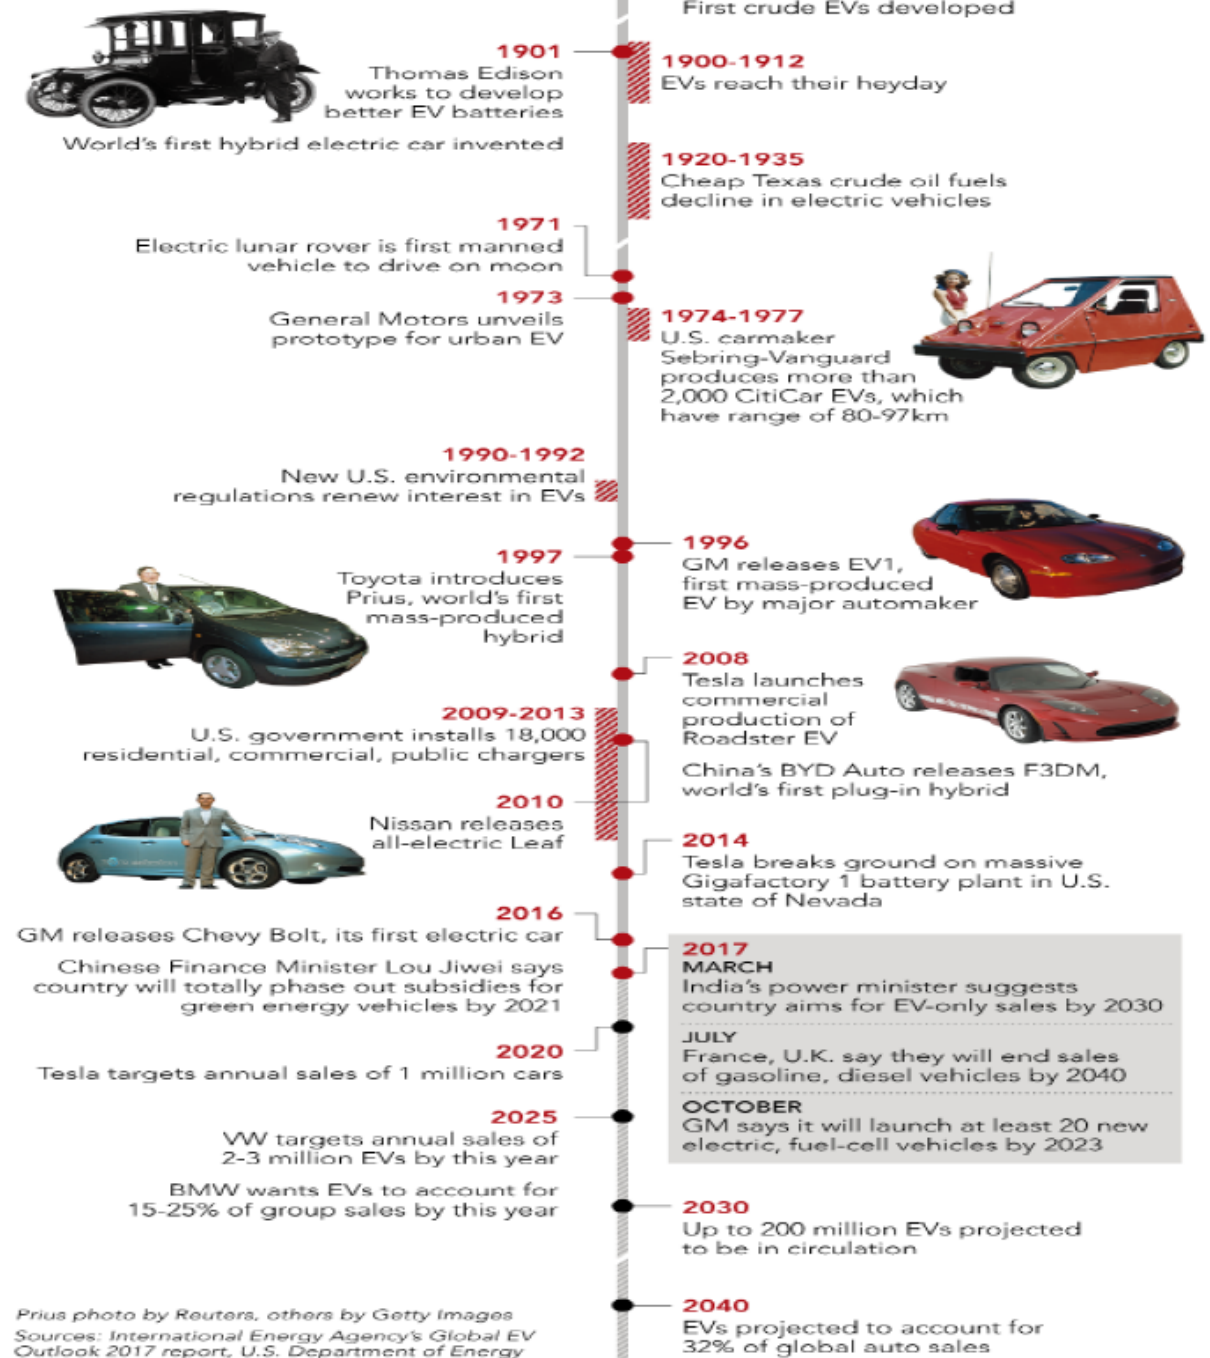 First crude EVs developed
1901
Thomas Edison
works to develop
better EV batteries
World's first hybrid electric car invented
1900-1912
EVs reach their heyday
1920-1935
Cheap Texas crude oil fuels
decline in electric vehicles
1971
Electric lunar rover is first manned
vehicle to drive on moon
1973
General Motors unveils
prototype for urban EV
1974-1977
U.S. carmaker
Sebring-Vanguard
produces more than
2,000 CitiCar EVs, which
have range of 80-97km
1990-1992
New U.S. environmental
regulations renew interest in EVs
1996
GM releases EV1,
first mass-produced
EV by major automaker
1997
Toyota introduces
Prius, world's first
mass-produced
hybrid
2008
Tesla launches
commercial
production of
Roadster EV
China's BYD Auto releases F3DM,
world's first plug-in hybrid
2009-2013
U.S. government installs 18,000
residential, commercial, public chargers
2010
Nissan releases
all-electric Leaf
2014
Tesla breaks ground on massive
Gigafactory 1 battery plant in U.S.
state of Nevada
2016
GM releases Chevy Bolt, its first electric car
Chinese Finance Minister Lou Jiwei says
country will totally phase out subsidies for
green energy vehicles by 2021
2017
MARCH
India's power minister suggests
country aims for EV-only sales by 2030
JULY
France, U.K. say they will end sales
of gasoline, diesel vehicles by 2040
OCTOBER
GM says it will launch at least 20 new
electric, fuel-cell vehicles by 2023
2020
Tesla targets annual sales of 1 million cars
2025
VW targets annual sales of
2-3 million EVs by this year
BMW wants EVs to account for
15-25% of group sales by this year
2030
Up to 200 million EVs projected
to be in circulation
2040
EVs projected to account for
32% of global auto sales
Prius photo by Reuters, others by Getty Images
Sources: International Energy Agency's Global EV
Outlook 2017 report, U.S. Department of Energy